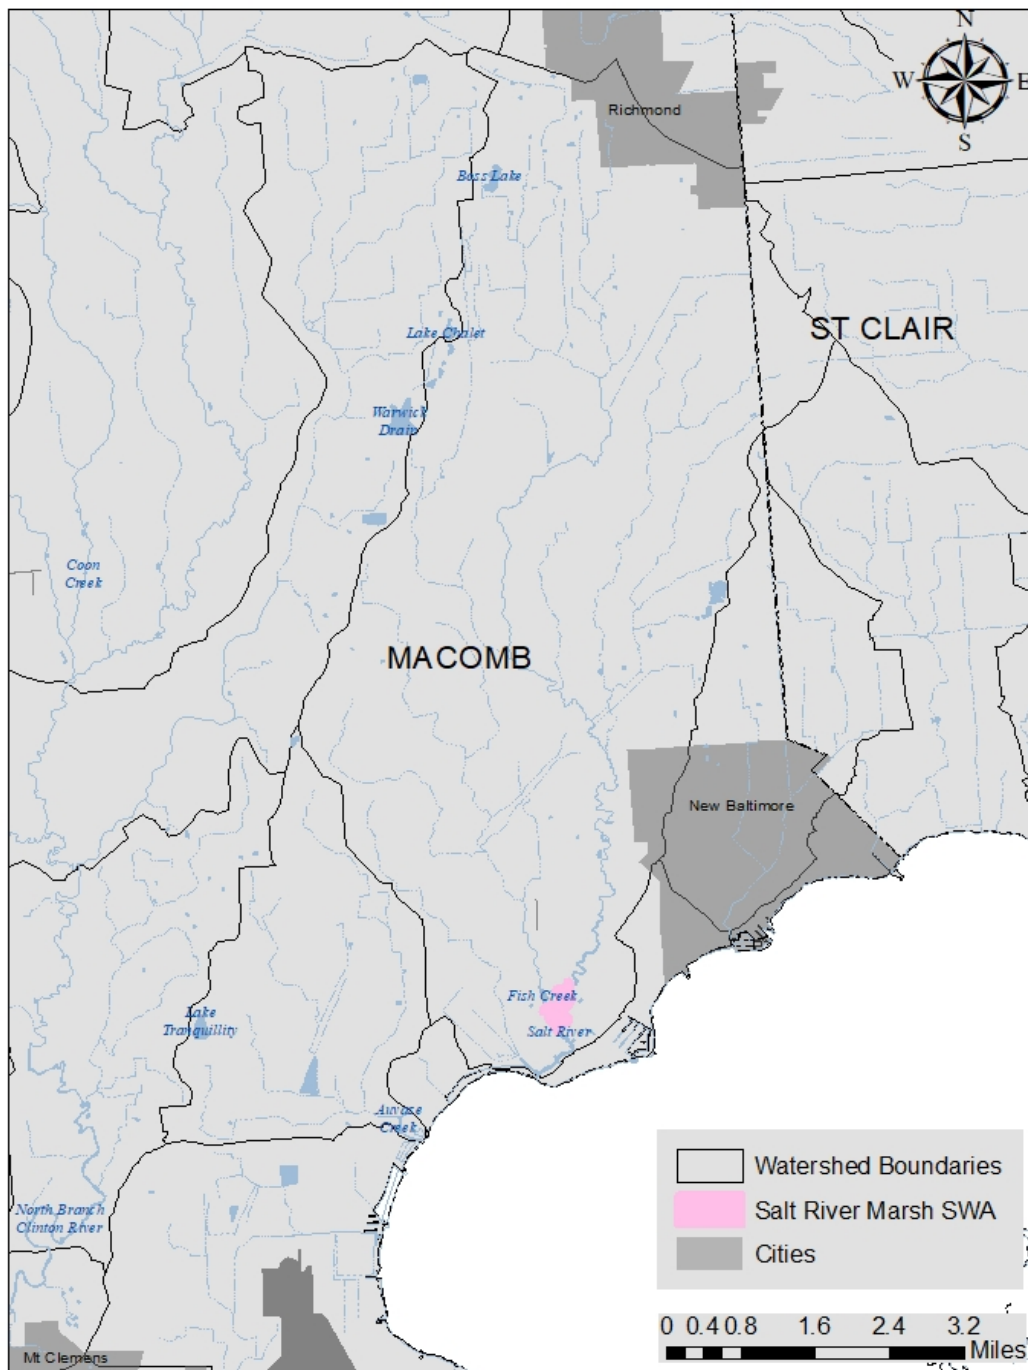 N
W E
S
Richmond
Bass Lake
ST CLAIR
Lake Chalet
Warwick
Drain
Coon
Creek
MACOMB
New Baltimore
Fish Creek
Lake
Tranquillity
Salt River
Auvase
Creek
Watershed Boundaries
Salt River Marsh SWA
Cities
North Branch
Clinton River
0 0.4 0.8 1.6 2.4 3.2
Miles
Mt Clemens